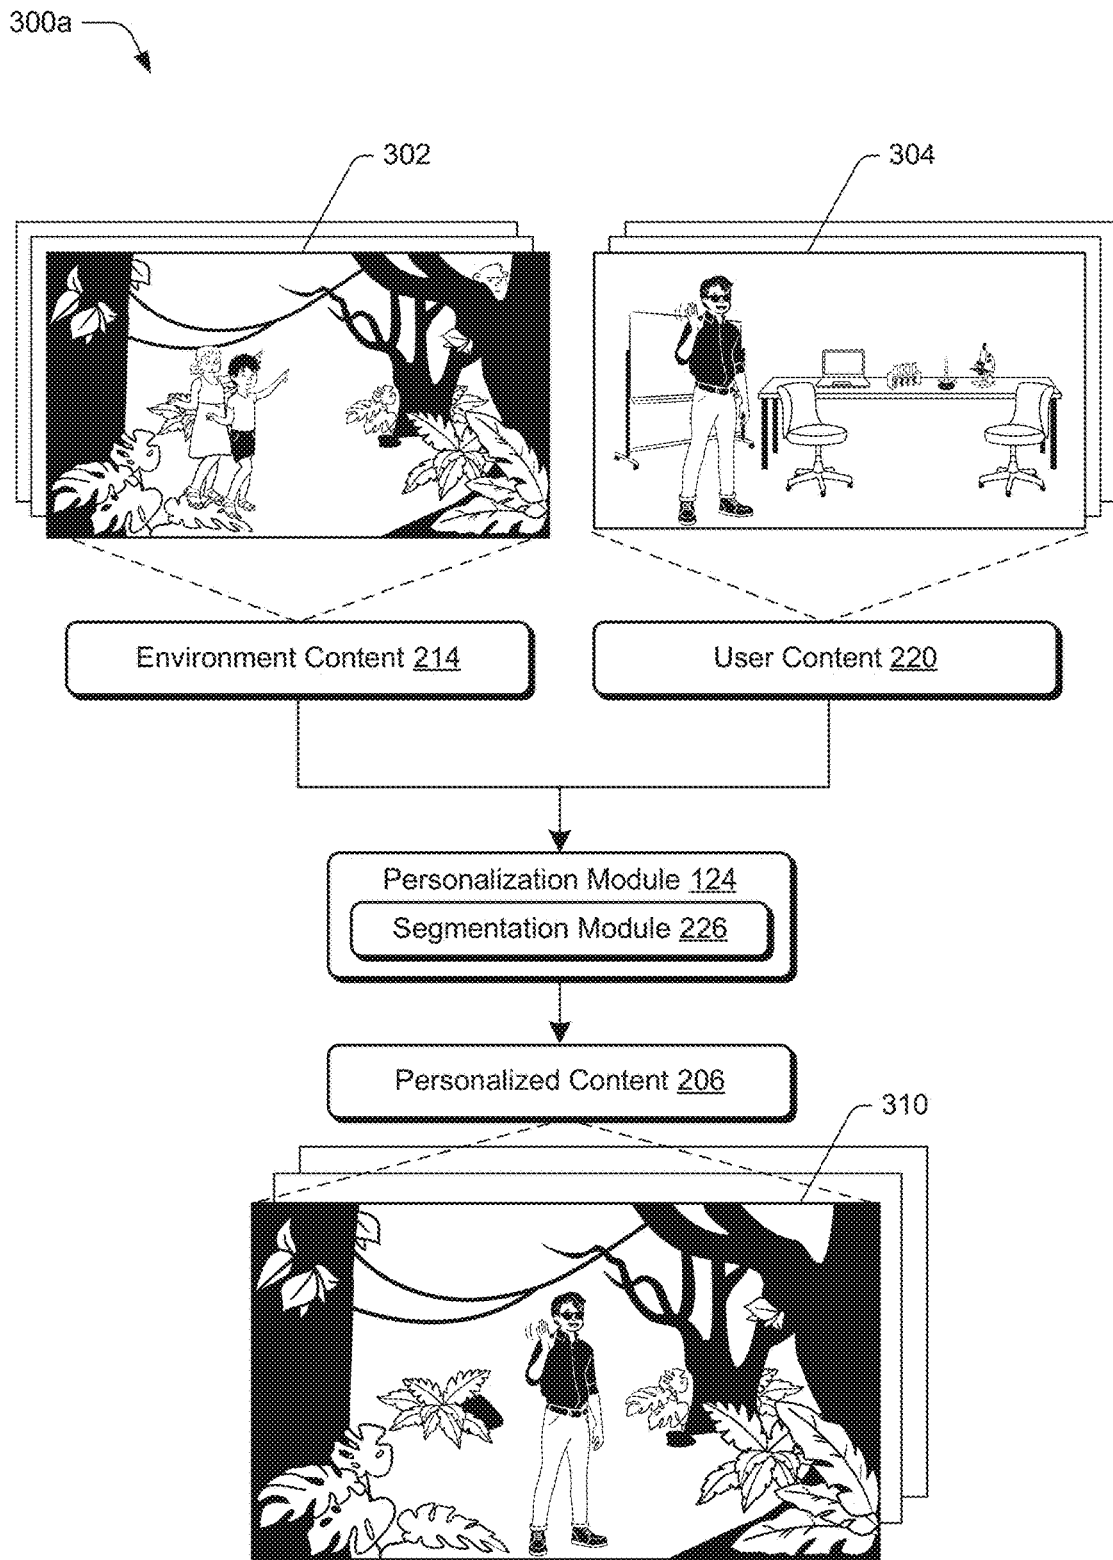 300a
302
304
Environment Content 214
User Content 220
Personalization Module 124
Segmentation Module 226
Personalized Content 206
310